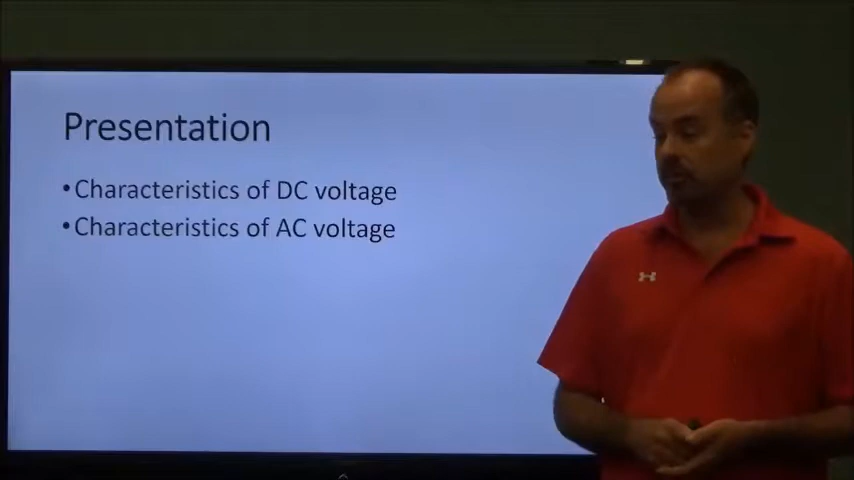 Presentation
•Characteristics of DC voltage
•Characteristics of AC voltage